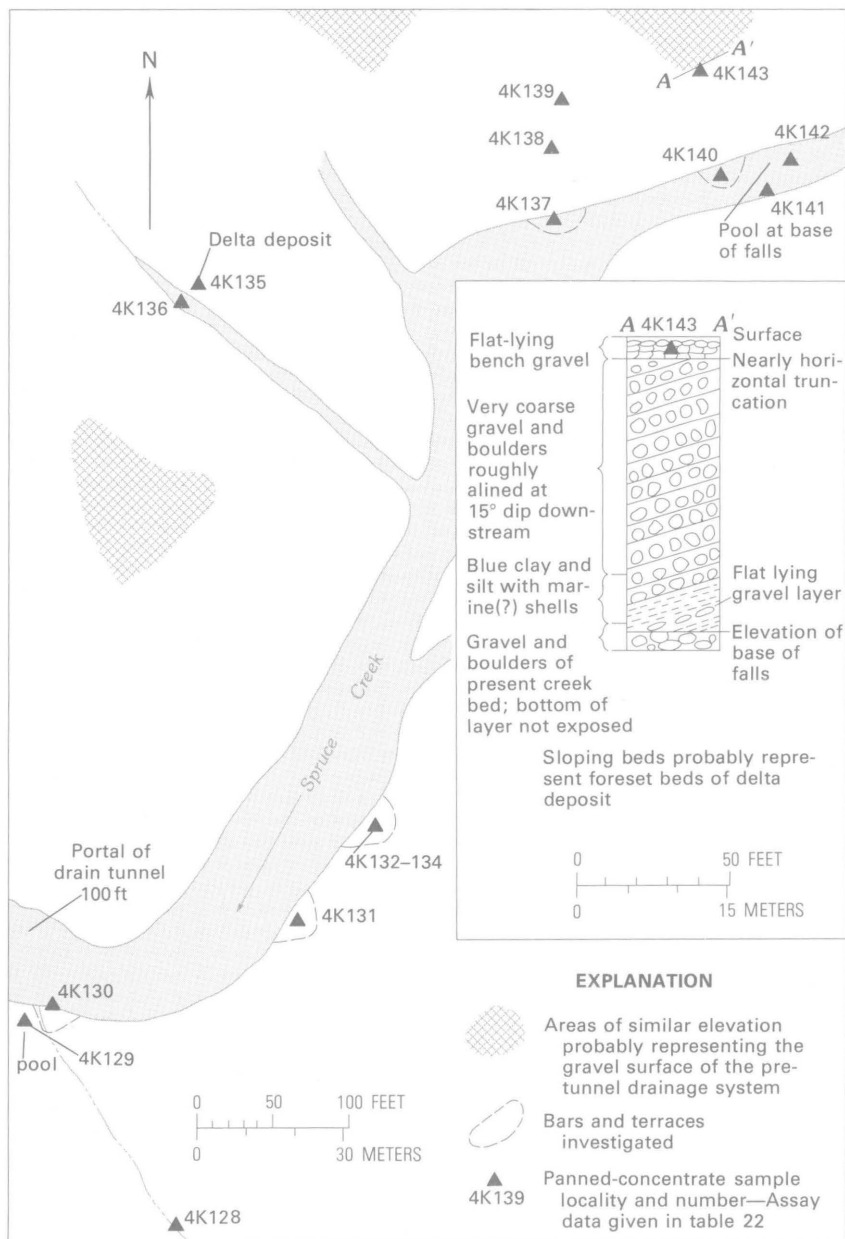 N
A
A'
4K143
4K139
4K138
4K142
4K140
4K137
4K141
Pool at base
of falls
Delta deposit
4K135
4K136
A 4K143 A'
Surface
Flat-lying
bench gravel
Nearly hori-
zontal trun-
cation
Very coarse
gravel and
boulders
roughly
alined at
15° dip down-
stream
Blue clay and
silt with mar-
ine(?) shells
Flat lying
gravel layer
Gravel and
boulders of
present creek
bed; bottom of
layer not exposed
Elevation of
base of
falls
Sloping beds probably repre-
sent foreset beds of delta
deposit
0 50 FEET
0 15 METERS
Spruce Creek
4K132–134
Portal of
drain tunnel
100 ft
4K131
4K130
4K129
pool
0 50 100 FEET
0 30 METERS
4K128
EXPLANATION
Areas of similar elevation
probably representing the
gravel surface of the pre-
tunnel drainage system
Bars and terraces
investigated
4K139
Panned-concentrate sample
locality and number—Assay
data given in table 22